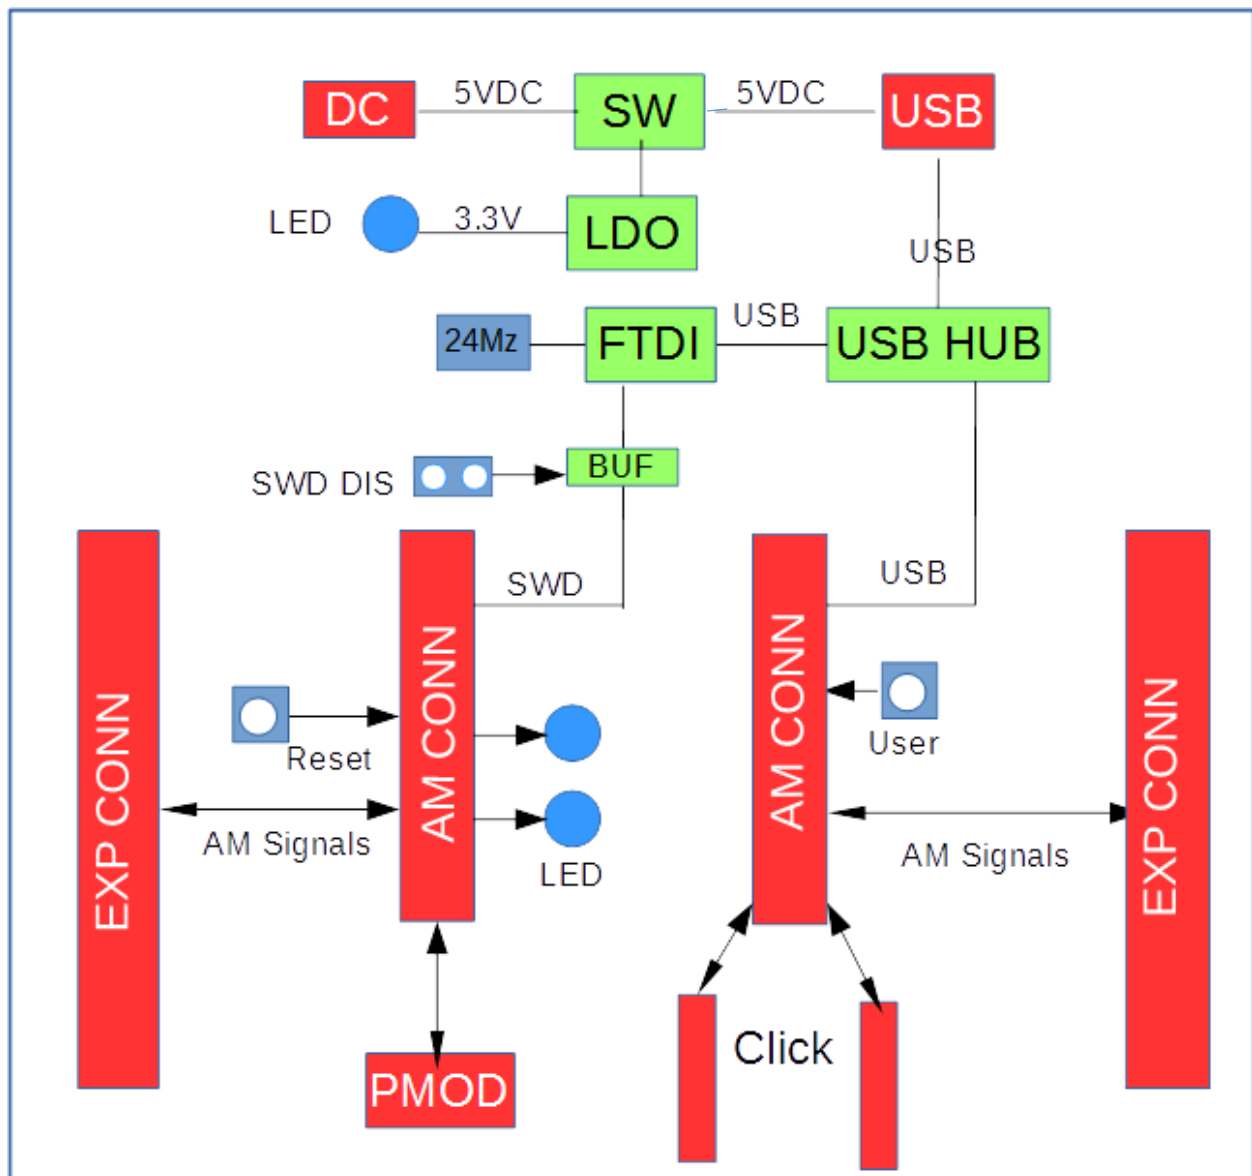 DC
5VDC
SW
5VDC
USB
LED
3.3V
LDO
USB
24Mz
FTDI
USB
USB HUB
SWD DIS
BUF
SWD
USB
EXP CONN
AM CONN
AM CONN
EXP CONN
Reset
User
AM Signals
LED
AM Signals
PMOD
Click